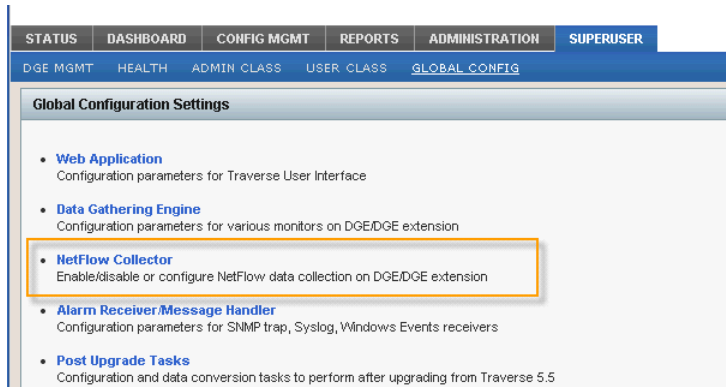 STATUS DASHBOARD CONFIG MGMT REPORTS ADMINISTRATION SUPERUSER
DGE MGMT HEALTH ADMIN CLASS USER CLASS GLOBAL CONFIG
Global Configuration Settings
• Web Application
Configuration parameters for Traverse User Interface
• Data Gathering Engine
Configuration parameters for various monitors on DGE/DGE extension
• NetFlow Collector
Enable/disable or configure NetFlow data collection on DGE/DGE extension
• Alarm Receiver/Message Handler
Configuration parameters for SNMP trap, Syslog, Windows Events receivers
• Post Upgrade Tasks
Configuration and data conversion tasks to perform after upgrading from Traverse 5.5